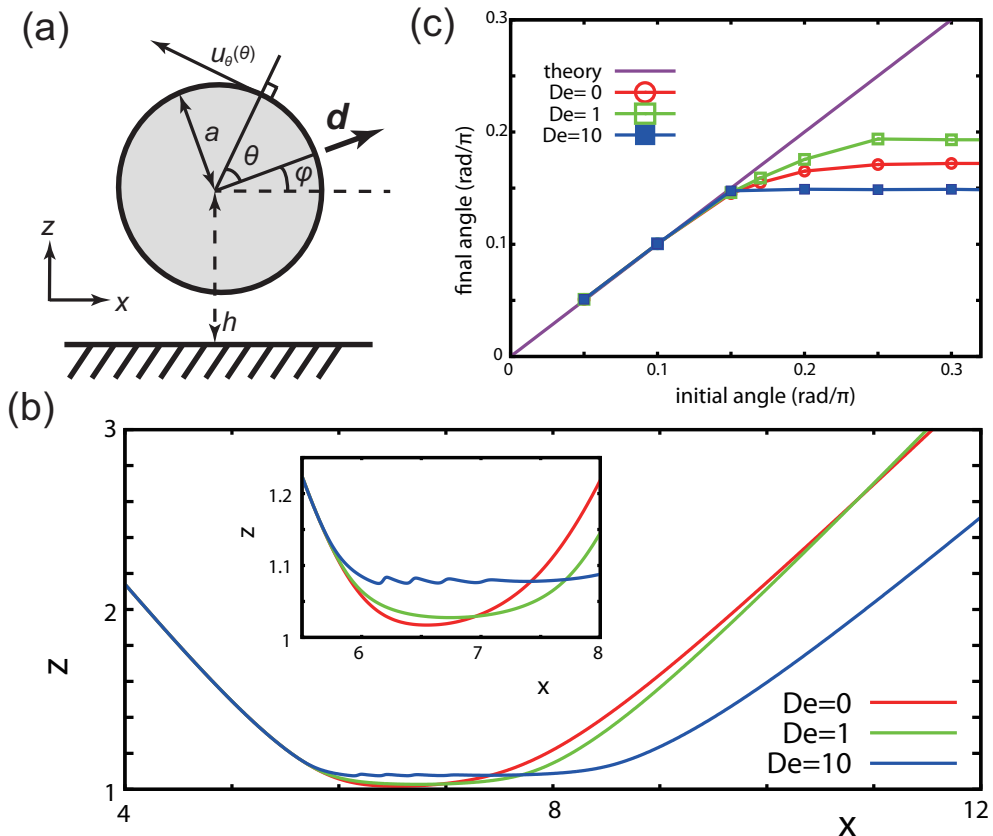 (a)
uθ(θ)
a
d
θ
φ
z
x
h
(c)
0.3
0.2
0.1
0
final angle (rad/π)
theory
De= 0
De= 1
De=10
0
0.1
0.2
0.3
initial angle (rad/π)
(b)
3
2
1
z
4
8
12
x
1.2
1.1
1
z
6
7
8
x
De=0
De=1
De=10